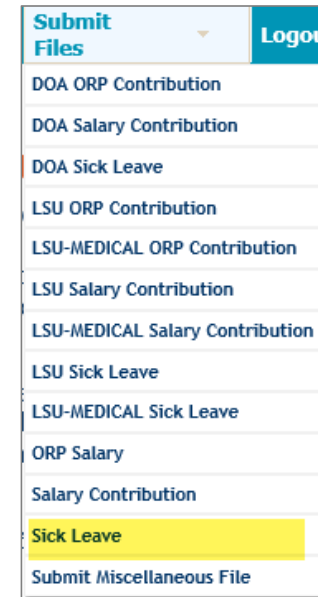 Submit
Files
DOA ORP Contribution
DOA Salary Contribution
DOA Sick Leave
LSU ORP Contribution
LSU-MEDICAL ORP Contribution
LSU Salary Contribution
LSU-MEDICAL Salary Contribution
LSU Sick Leave
LSU-MEDICAL Sick Leave
ORP Salary
Salary Contribution
Sick Leave
Submit Miscellaneous File